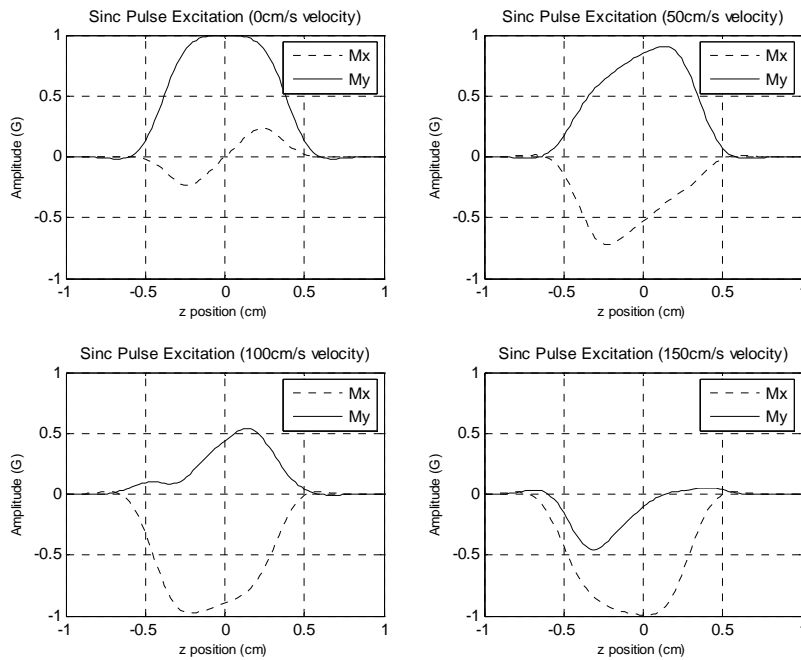 Sinc Pulse Excitation (0cm/s velocity)
Amplitude (G)
1
0.5
0
-0.5
-1
-1
-0.5
0
0.5
1
z position (cm)
Mx
My
Sinc Pulse Excitation (50cm/s velocity)
Amplitude (G)
1
0.5
0
-0.5
-1
-1
-0.5
0
0.5
1
z position (cm)
Mx
My
Sinc Pulse Excitation (100cm/s velocity)
Amplitude (G)
1
0.5
0
-0.5
-1
-1
-0.5
0
0.5
1
z position (cm)
Mx
My
Sinc Pulse Excitation (150cm/s velocity)
Amplitude (G)
1
0.5
0
-0.5
-1
-1
-0.5
0
0.5
1
z position (cm)
Mx
My